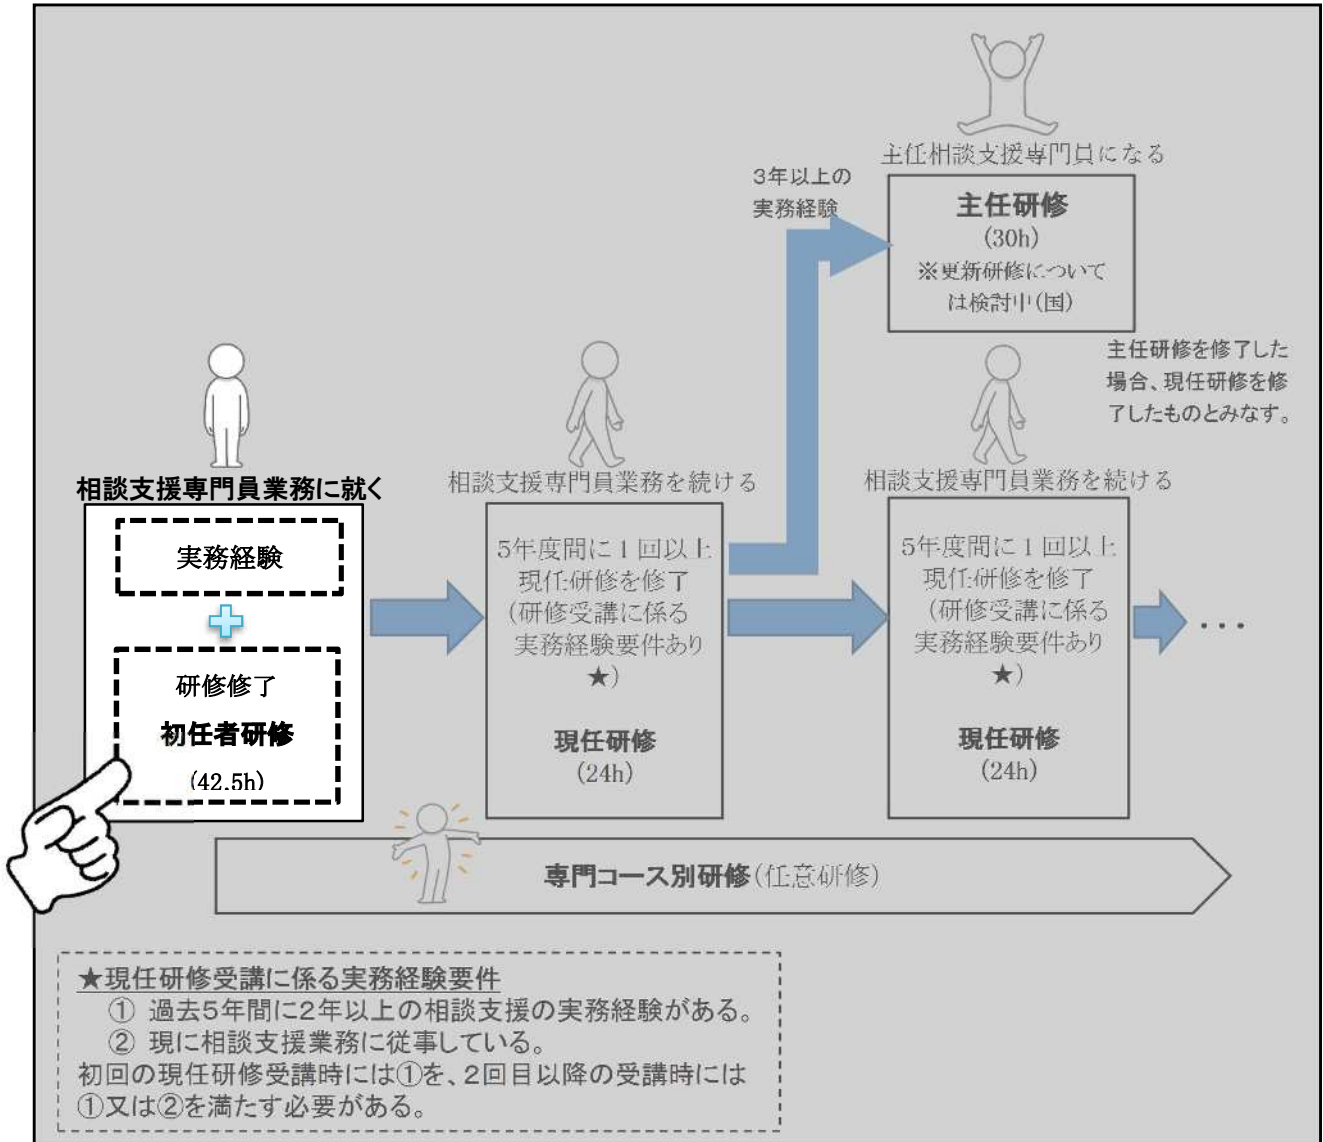 主任相談支援専門員になる
3年以上の
実務経験
主任研修
(30h)
※更新研修について
は検討中(国)
主任研修を修了した
場合、現任研修を修
了したものとみなす。
相談支援専門員業務に就く
実務経験
研修修了
初任者研修
(42.5h)
相談支援専門員業務を続ける
5年度間に1回以上
現任研修を修了
(研修受講に係る
実務経験要件あり
★)
現任研修
(24h)
相談支援専門員業務を続ける
5年度間に1回以上
現任研修を修了
(研修受講に係る
実務経験要件あり
★)
現任研修
(24h)
・・・
専門コース別研修(任意研修)
★現任研修受講に係る実務経験要件
① 過去5年間に2年以上の相談支援の実務経験がある。
② 現に相談支援業務に従事している。
初回の現任研修受講時には①を、2回目以降の受講時には
①又は②を満たす必要がある。